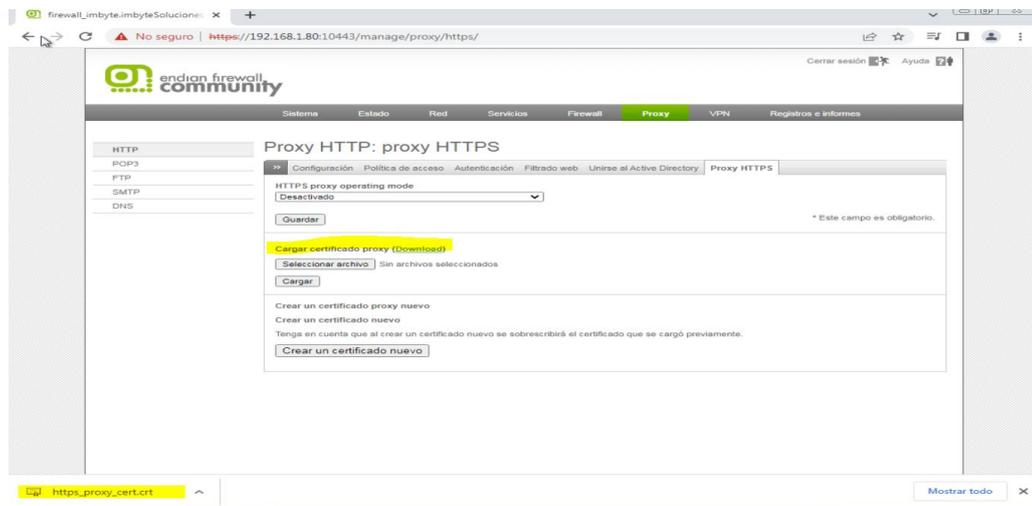 firewall_imbyte.imbyteSoluciones
No seguro | https://192.168.1.80:10443/manage/proxy/https/
Cerrar sesión Ayuda
endian firewall
community
Sistema Estado Red Servicios Firewall Proxy VPN Registros e informes
HTTP
POP3
FTP
SMTP
DNS
Proxy HTTP: proxy HTTPS
>> Configuración Política de acceso Autenticación Filtrado web Unirse al Active Directory Proxy HTTPS
HTTPS proxy operating mode
Desactivado
Guardar
* Este campo es obligatorio.
Cargar certificado proxy (Download)
Seleccionar archivo Sin archivos seleccionados
Cargar
Crear un certificado proxy nuevo
Crear un certificado nuevo
Tenga en cuenta que al crear un certificado nuevo se sobrescribirá el certificado que se cargó previamente.
Crear un certificado nuevo
https_proxy_cert.crt
Mostrar todo